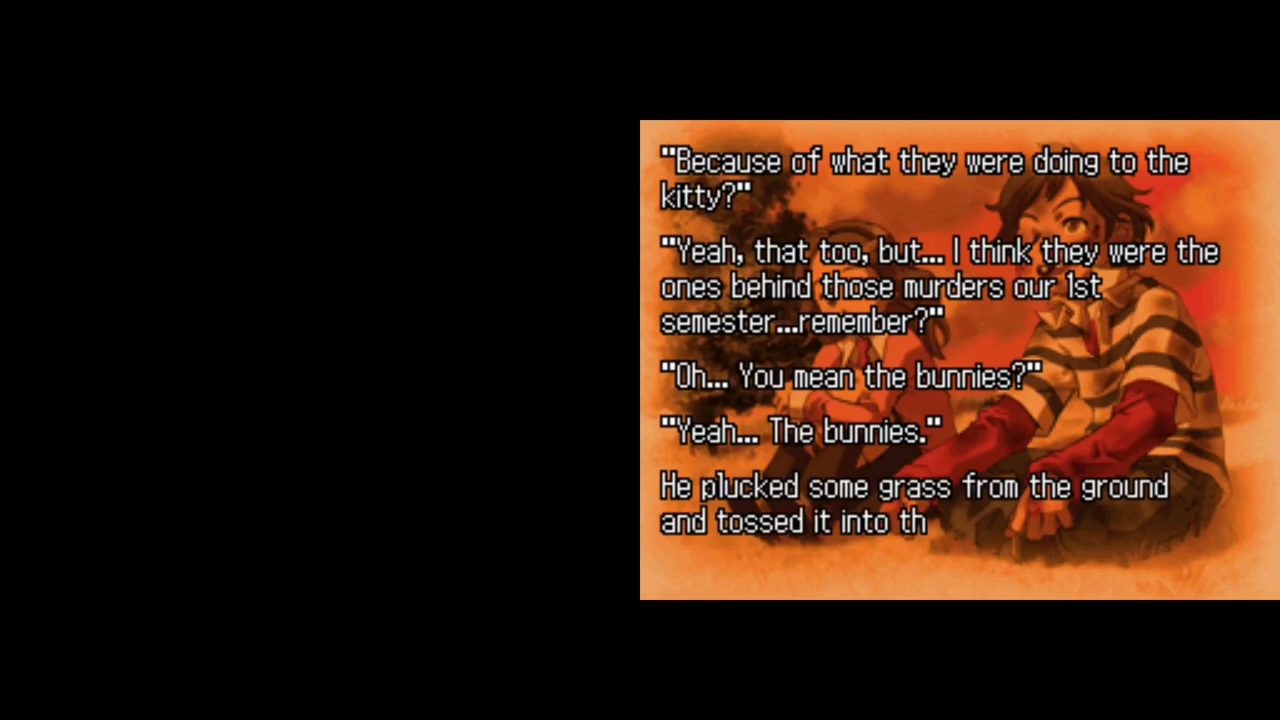 "Because of what they were doing to the
kitty?"
"Yeah, that too, but... I think they were the
ones behind those murders our 1st
semester...remember?"
"Oh... You mean the bunnies?"
"Yeah... The bunnies."
He plucked some grass from the ground
and tossed it into th